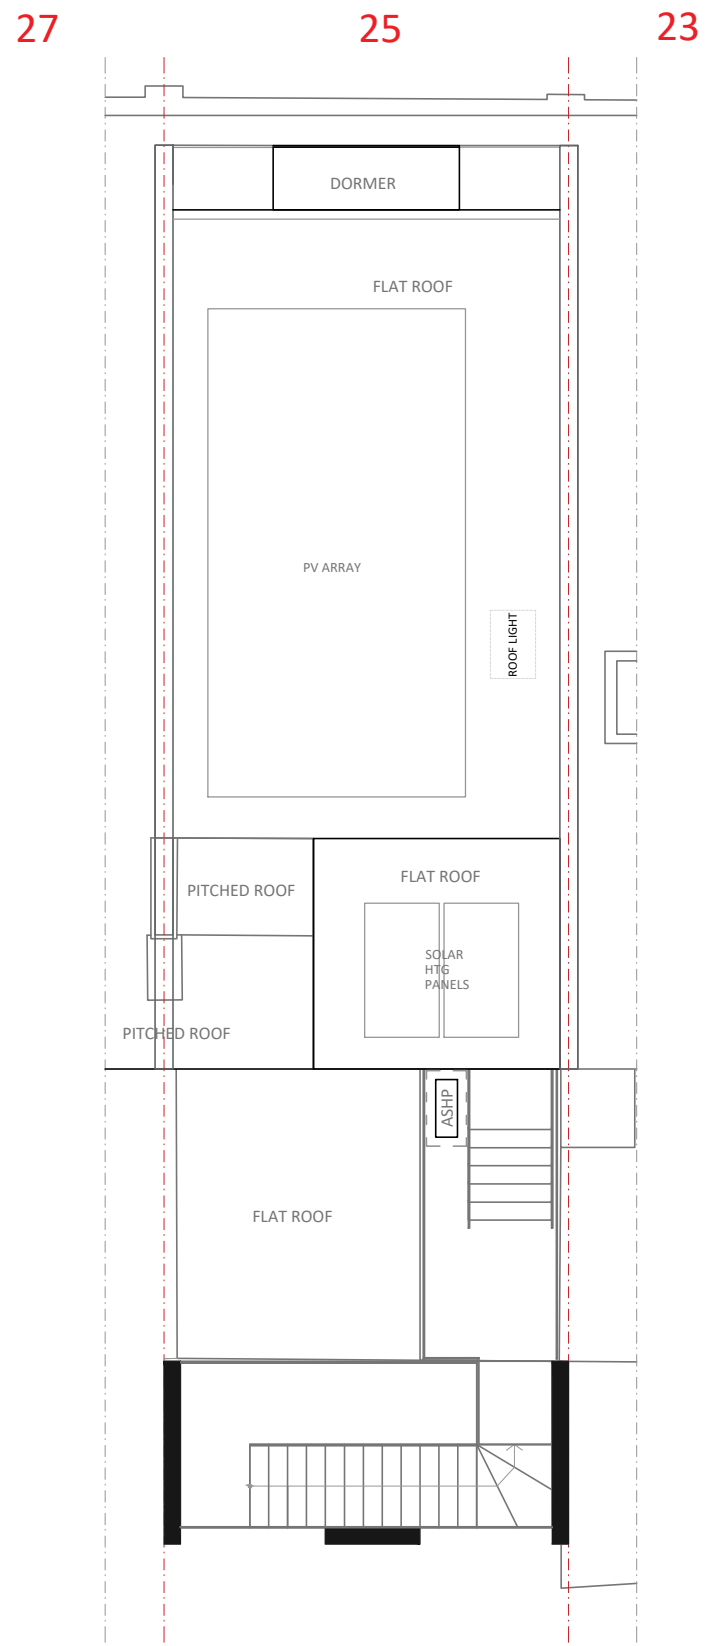 27
25
23
DORMER
FLAT ROOF
PV ARRAY
ROOF LIGHT
PITCHED ROOF
FLAT ROOF
SOLAR
HTG
PANELS
PITCHED ROOF
ASHP
FLAT ROOF